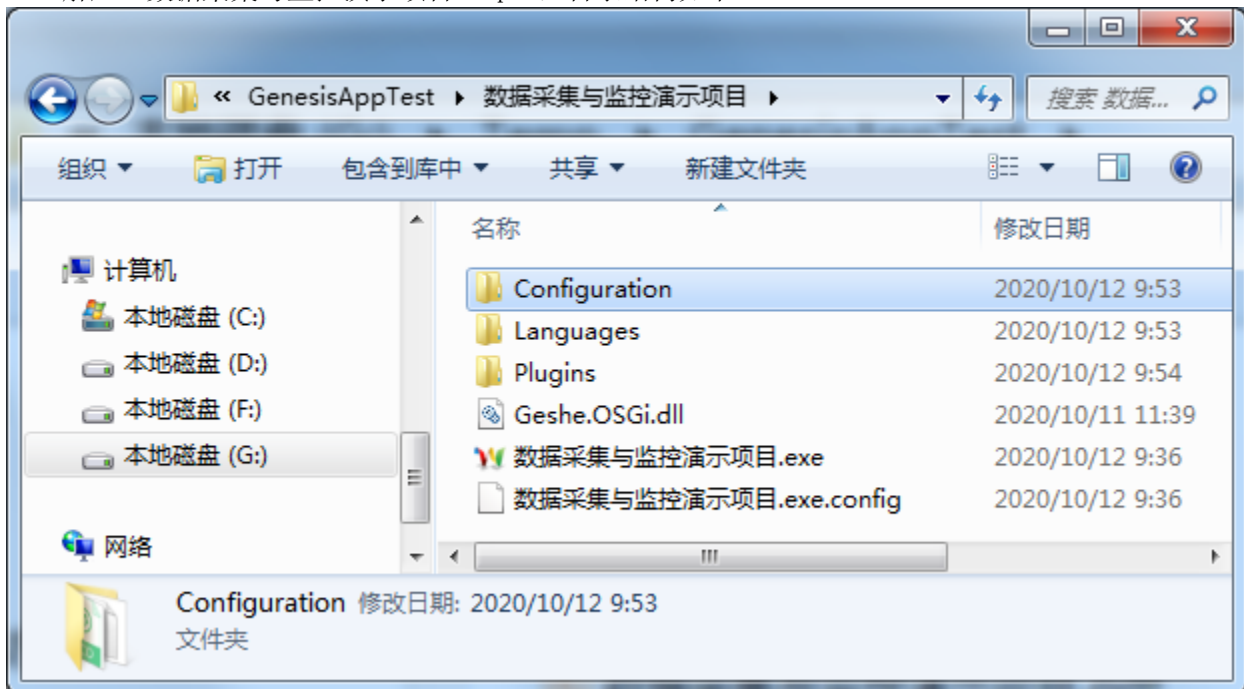 « GenesisAppTest ▸ 数据采集与监控演示项目 ▸ 搜索 数据...
组织 打开 包含到库中 共享 新建文件夹
名称 修改日期
计算机
本地磁盘 (C:)
本地磁盘 (D:)
本地磁盘 (F:)
本地磁盘 (G:)
网络
Configuration 2020/10/12 9:53
Languages 2020/10/12 9:53
Plugins 2020/10/12 9:54
Geshe.OSGi.dll 2020/10/11 11:39
数据采集与监控演示项目.exe 2020/10/12 9:36
数据采集与监控演示项目.exe.config 2020/10/12 9:36
Configuration 修改日期: 2020/10/12 9:53
文件夹